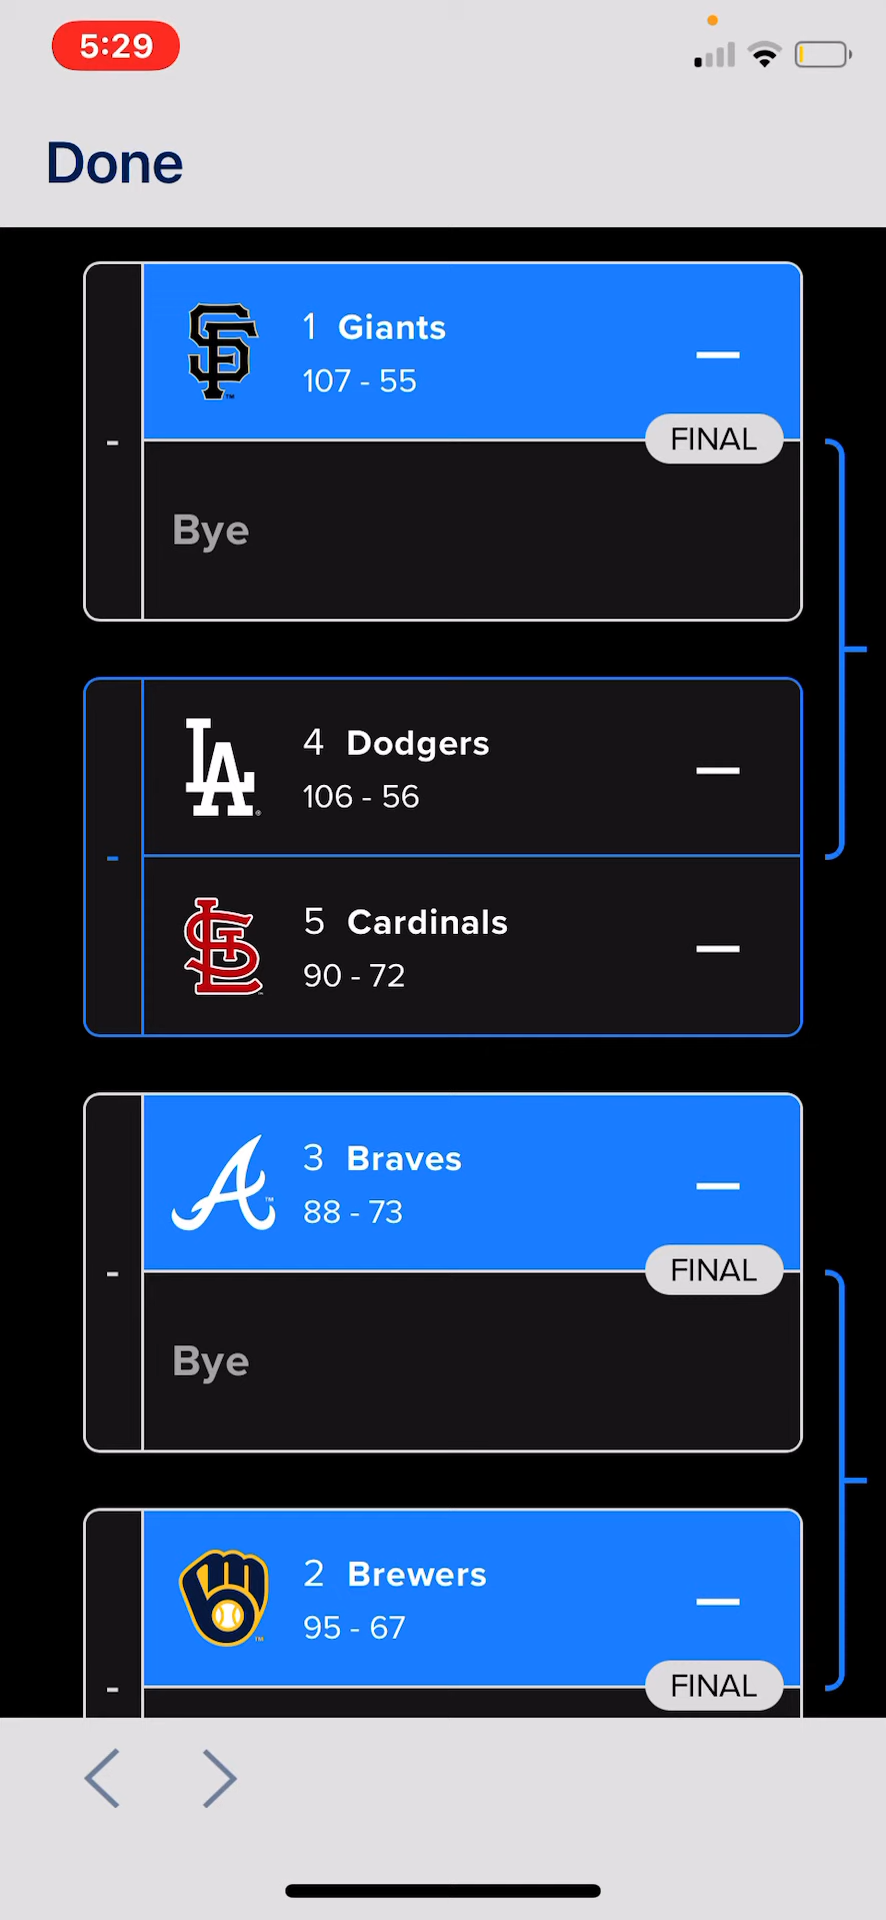 5:29
Done
1 Giants
107 - 55
FINAL
Bye
4 Dodgers
106 - 56
5 Cardinals
90 - 72
3 Braves
88 - 73
FINAL
Bye
2 Brewers
95 - 67
FINAL